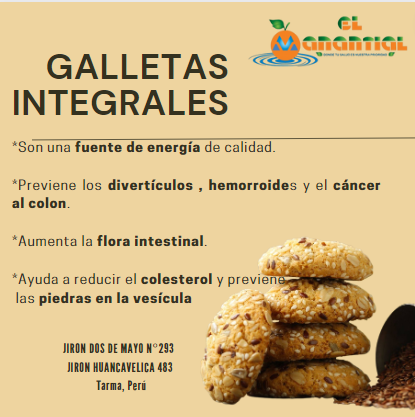 EL
MANANTIAL
GALLETAS
INTEGRALES
*Son una fuente de energía de calidad.
*Previene los divertículos , hemorroides y el cáncer
al colon.
*Aumenta la flora intestinal.
*Ayuda a reducir el colesterol y previene
las piedras en la vesícula
JIRON DOS DE MAYO N°293
JIRON HUANCAVELICA 483
Tarma, Perú